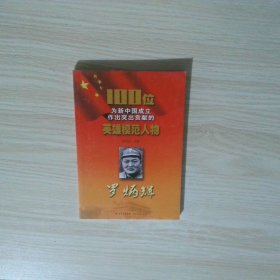 100位
为新中国成立
作出突出贡献的
英雄模范人物
罗炳辉